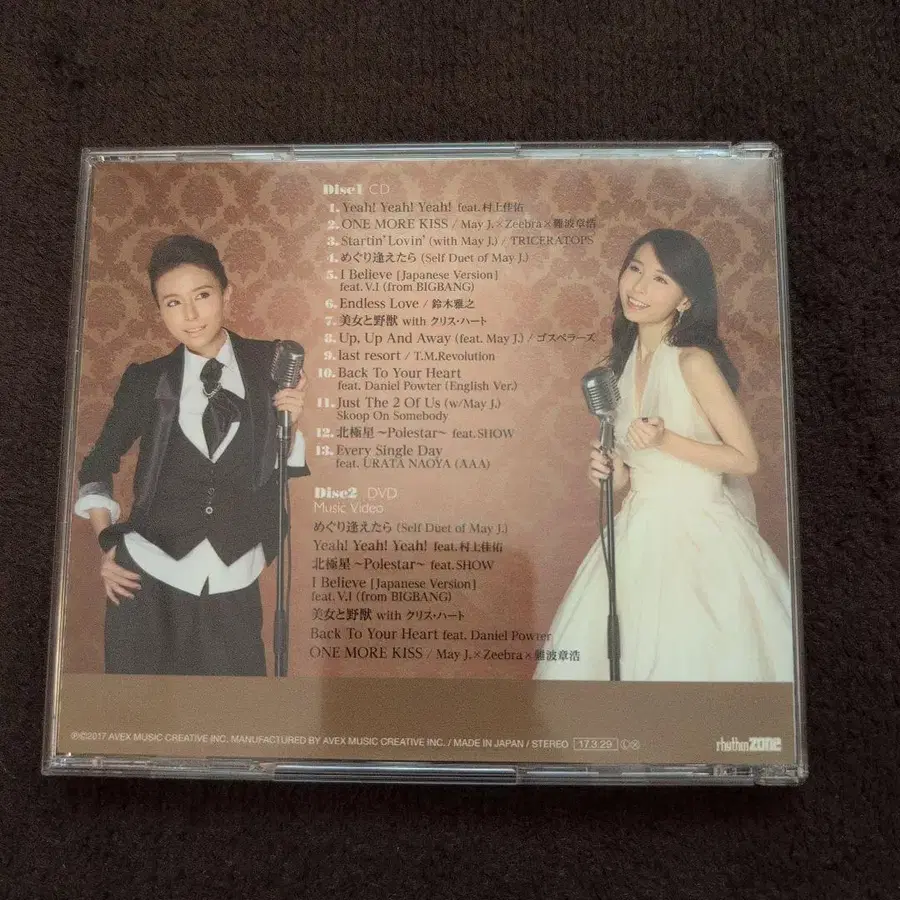 Disc1 CD
1. Yeah! Yeah! Yeah! feat.村上佳佑
2. ONE MORE KISS / May J.×Zeebra×難波章浩
3. Startin' Lovin' (with May J.) / TRICERATOPS
4. めぐり逢えたら (Self Duet of May J.)
5. I Believe [Japanese Version]
feat.V.I (from BIGBANG)
6. Endless Love / 鈴木雅之
7. 美女と野獣 with クリス・ハート
8. Up, Up And Away (feat. May J.) / ゴスペラーズ
9. last resort / T.M.Revolution
10. Back To Your Heart
feat. Daniel Powter (English Ver.)
11. Just The 2 Of Us (w/May J.)
Skoop On Somebody
12. 北極星 ~Polestar~ feat.SHOW
13. Every Single Day
feat. URATA NAOYA (AAA)
Disc2 DVD
Music Video
めぐり逢えたら (Self Duet of May J.)
Yeah! Yeah! Yeah! feat.村上佳佑
北極星 ~Polestar~ feat.SHOW
I Believe [Japanese Version]
feat.V.I (from BIGBANG)
美女と野獣 with クリス・ハート
Back To Your Heart feat. Daniel Powter
ONE MORE KISS / May J.×Zeebra×難波章浩
℗©2017 AVEX MUSIC CREATIVE INC. MANUFACTURED BY AVEX MUSIC CREATIVE INC. / MADE IN JAPAN / STEREO 17.3.29 Ⓛⓧ
rhythm zone